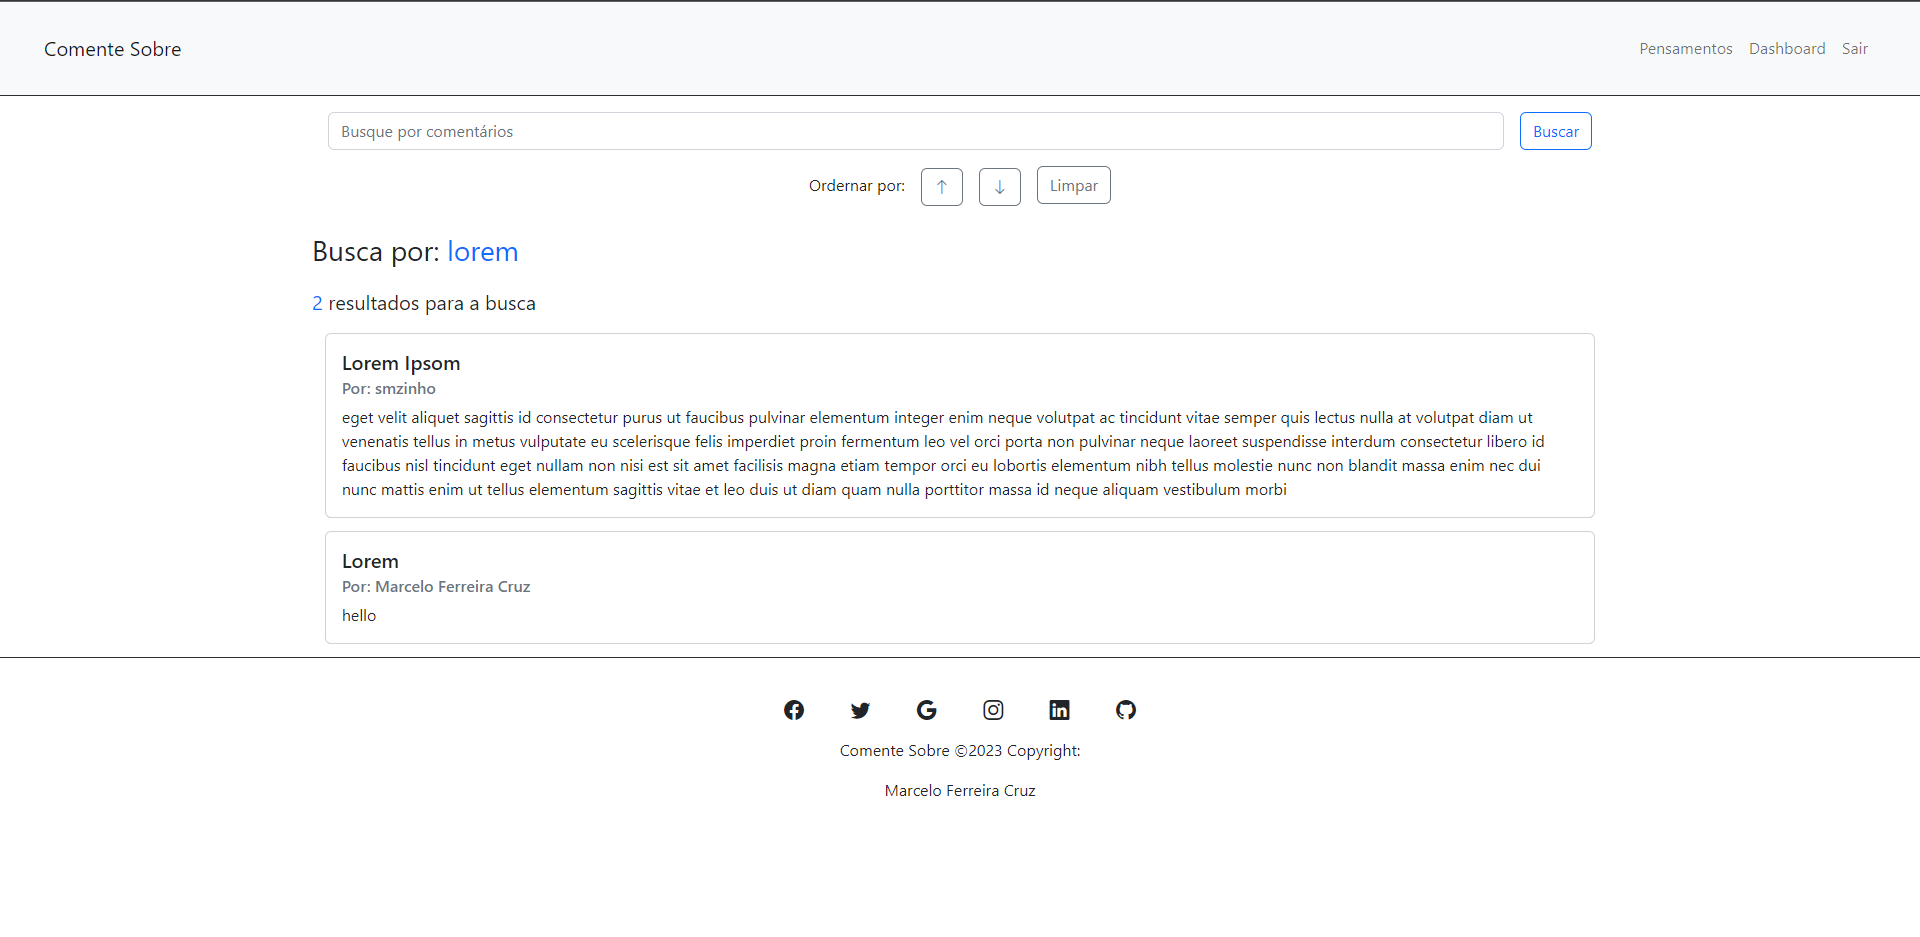 Comente Sobre
Pensamentos Dashboard Sair
Busque por comentários
Buscar
Ordernar por: ↑ ↓ Limpar
Busca por: lorem
2 resultados para a busca
Lorem Ipsom
Por: smzinho
eget velit aliquet sagittis id consectetur purus ut faucibus pulvinar elementum integer enim neque volutpat ac tincidunt vitae semper quis lectus nulla at volutpat diam ut
venenatis tellus in metus vulputate eu scelerisque felis imperdiet proin fermentum leo vel orci porta non pulvinar neque laoreet suspendisse interdum consectetur libero id
faucibus nisl tincidunt eget nullam non nisi est sit amet facilisis magna etiam tempor orci eu lobortis elementum nibh tellus molestie nunc non blandit massa enim nec dui
nunc mattis enim ut tellus elementum sagittis vitae et leo duis ut diam quam nulla porttitor massa id neque aliquam vestibulum morbi
Lorem
Por: Marcelo Ferreira Cruz
hello
Comente Sobre ©2023 Copyright:
Marcelo Ferreira Cruz